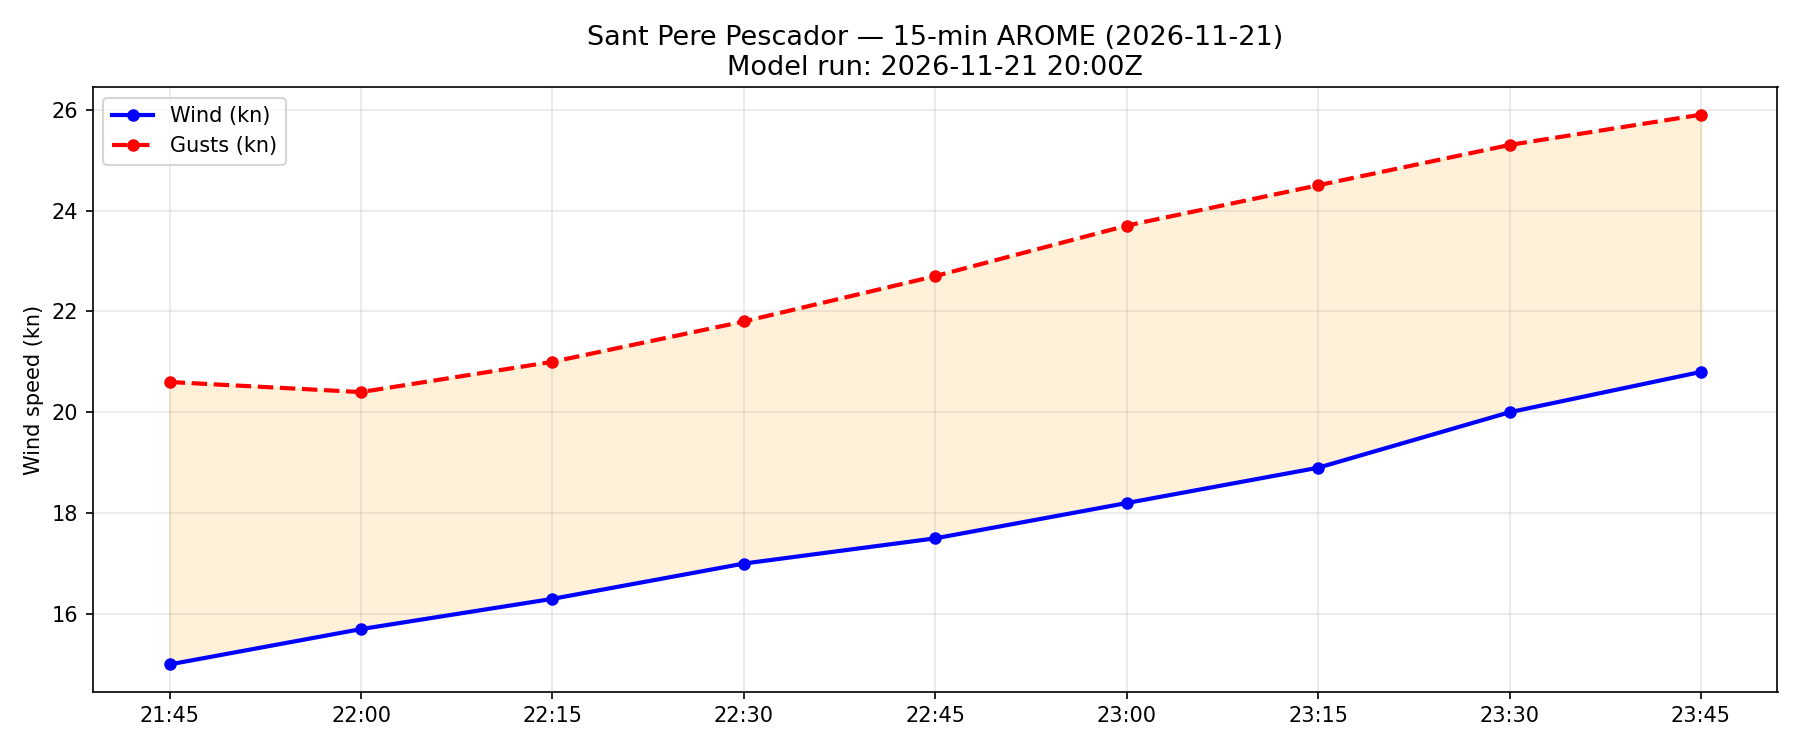 Sant Pere Pescador — 15-min AROME (2026-11-21)
Model run: 2026-11-21 20:00Z
Wind (kn)
Gusts (kn)
Wind speed (kn)
26
24
22
20
18
16
21:45 22:00 22:15 22:30 22:45 23:00 23:15 23:30 23:45